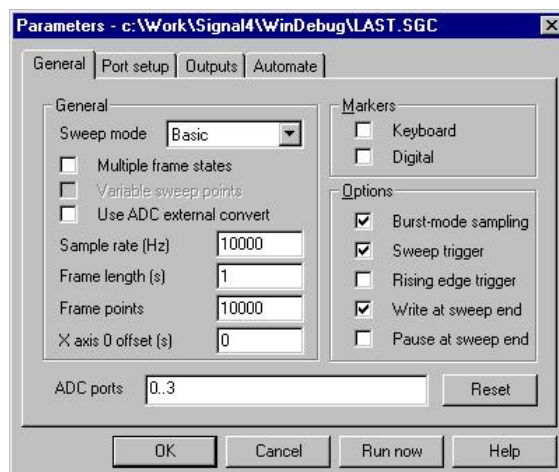 Parameters - c:\Work\Signal4\WinDebug\LAST.SGC
General Port setup Outputs Automate
General
Sweep mode Basic
Multiple frame states
Variable sweep points
Use ADC external convert
Sample rate (Hz) 10000
Frame length (s) 1
Frame points 10000
X axis 0 offset (s) 0
Markers
Keyboard
Digital
Options
Burst-mode sampling
Sweep trigger
Rising edge trigger
Write at sweep end
Pause at sweep end
ADC ports 0..3 Reset
OK Cancel Run now Help